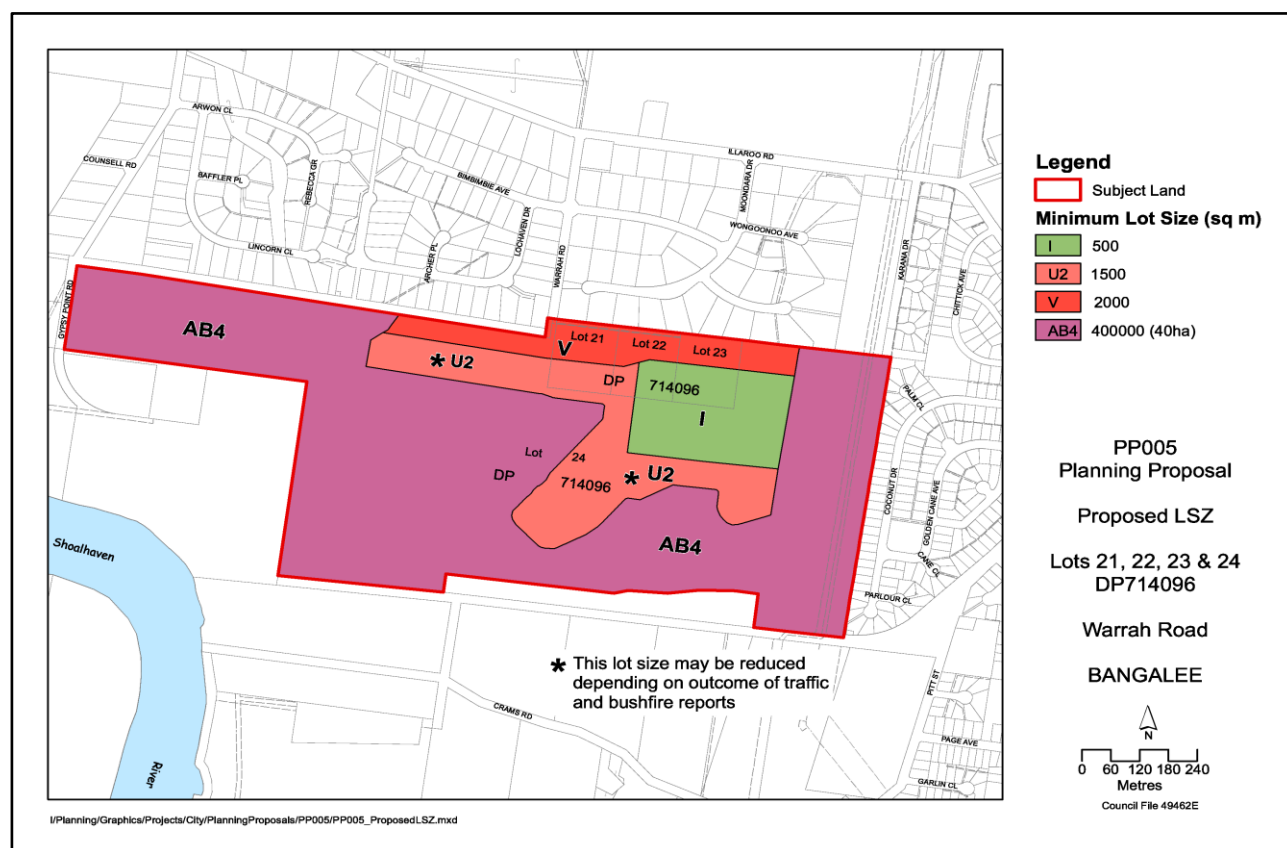 ARWON CL
COUNSELL RD
BAFFLER PL
REBECCA GR
LINCORN CL
BIMBIMBIE AVE
ARCHER PL
LOCHAVEN DR
WARRAH RD
ILLAROO RD
MOONDARA DR
WONGOONOO AVE
KARANA DR
CHITTICK AVE
GYPSY POINT RD
AB4
* U2
V
Lot 21
Lot 22
Lot 23
DP
714096
I
Lot
24
DP
714096
* U2
AB4
PALM CL
COCONUT DR
GOLDEN CANE AVE
CANE CL
PARLOUR CL
PITT ST
PAGE AVE
GARLIN CL
CRAMS RD
Shoalhaven
River
* This lot size may be reduced
depending on outcome of traffic
and bushfire reports
Legend
Subject Land
Minimum Lot Size (sq m)
I 500
U2 1500
V 2000
AB4 400000 (40ha)
PP005
Planning Proposal
Proposed LSZ
Lots 21, 22, 23 & 24
DP714096
Warrah Road
BANGALEE
N
0 60 120 180 240
Metres
Council File 49462E
I/Planning/Graphics/Projects/City/PlanningProposals/PP005/PP005_ProposedLSZ.mxd